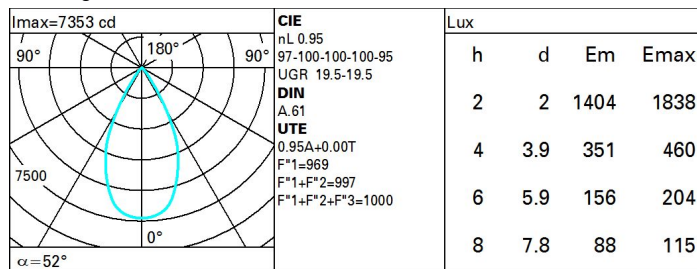 Imax=7353 cd
90° 180° 90°
7500
0°
α=52°
CIE
nL 0.95
97-100-100-100-95
UGR 19.5-19.5
DIN
A.61
UTE
0.95A+0.00T
F"1=969
F"1+F"2=997
F"1+F"2+F"3=1000
Lux
h d Em Emax
2 2 1404 1838
4 3.9 351 460
6 5.9 156 204
8 7.8 88 115